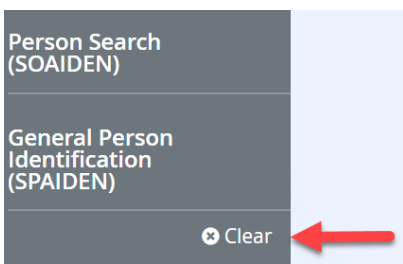 Person Search
(SOAIDEN)
General Person
Identification
(SPAIDEN)
Clear